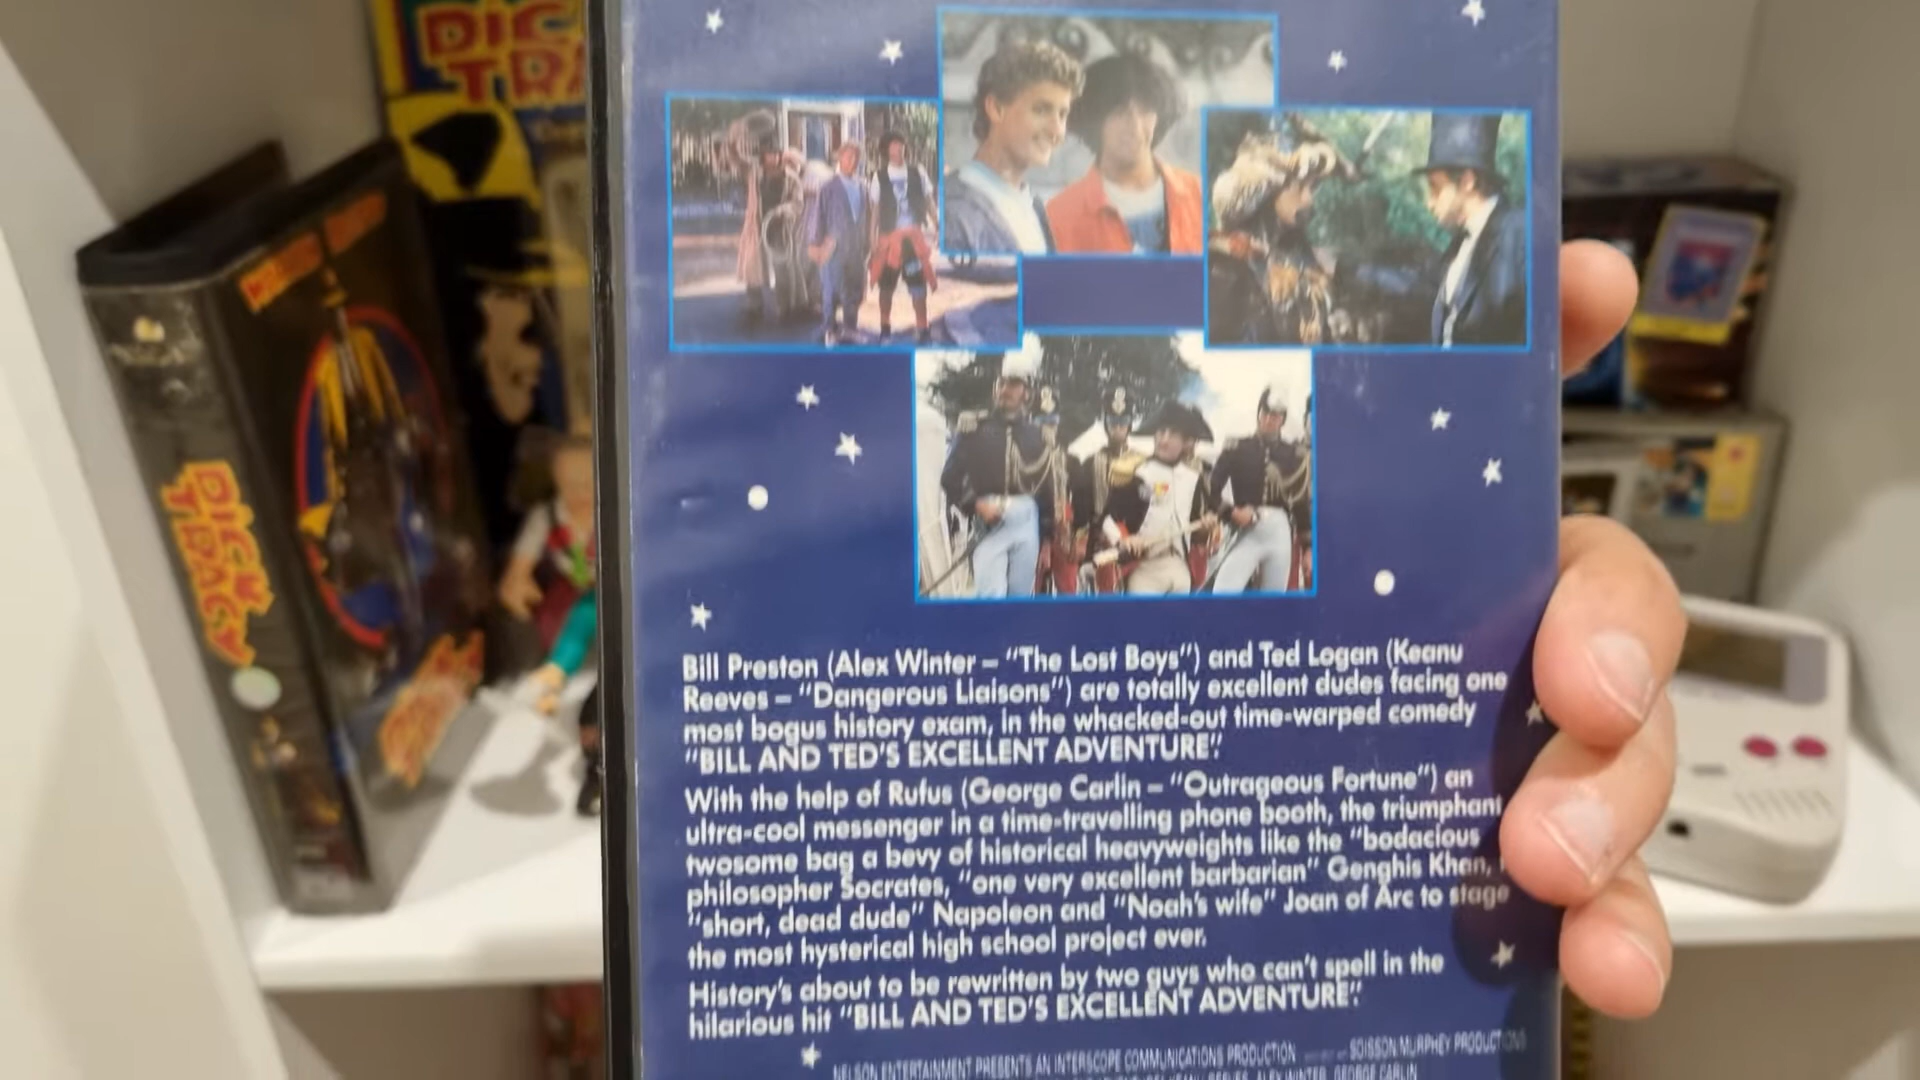 DICK
TRACY
Bill Preston (Alex Winter – "The Lost Boys") and Ted Logan (Keanu
Reeves – "Dangerous Liaisons") are totally excellent dudes facing one
most bogus history exam, in the whacked-out time-warped comedy
"BILL AND TED'S EXCELLENT ADVENTURE".
With the help of Rufus (George Carlin – "Outrageous Fortune") an
ultra-cool messenger in a time-travelling phone booth, the triumphant
twosome bag a bevy of historical heavyweights like the "bodacious
philosopher Socrates, "one very excellent barbarian" Genghis Khan,
"short, dead dude" Napoleon and "Noah's wife" Joan of Arc to stage
the most hysterical high school project ever.
History's about to be rewritten by two guys who can't spell in the
hilarious hit "BILL AND TED'S EXCELLENT ADVENTURE".
NELSON ENTERTAINMENT PRESENTS AN INTERSCOPE COMMUNICATIONS PRODUCTION SOISSON/MURPHEY PRODUCTIONS
KEANU REEVES, ALEX WINTER, GEORGE CARLIN